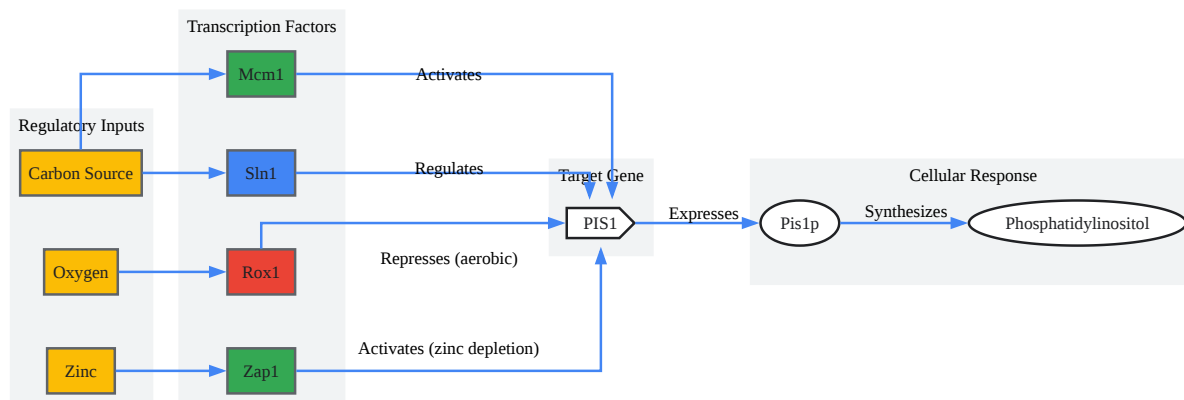 Transcription Factors
Mcm1
Activates
Regulatory Inputs
Carbon Source
Sln1
Regulates
Target Gene
Cellular Response
PIS1
Expresses
Pis1p
Synthesizes
Phosphatidylinositol
Represses (aerobic)
Oxygen
Rox1
Activates (zinc depletion)
Zinc
Zap1